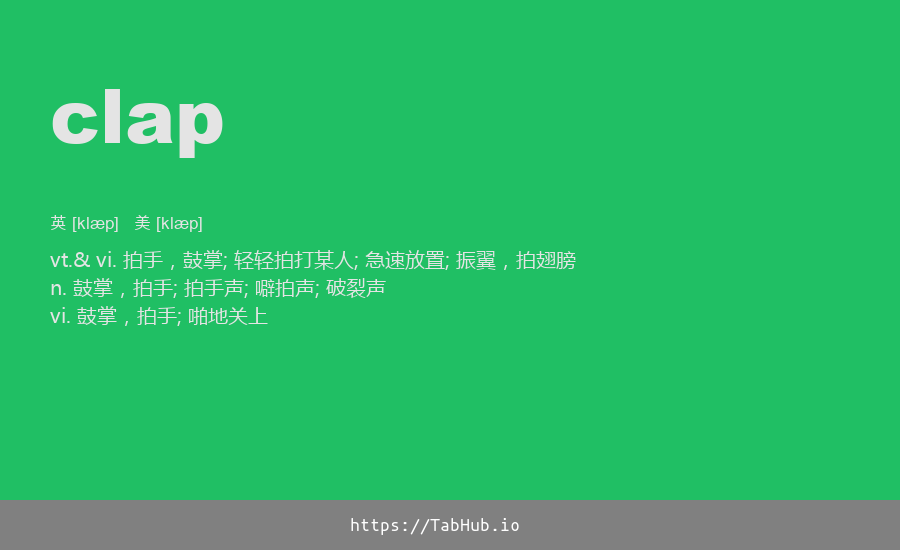 clap
英 [klæp] 美 [klæp]
vt.& vi. 拍手，鼓掌; 轻轻拍打某人; 急速放置; 振翼，拍翅膀
n. 鼓掌，拍手; 拍手声; 噼拍声; 破裂声
vi. 鼓掌，拍手; 啪地关上
https://TabHub.io